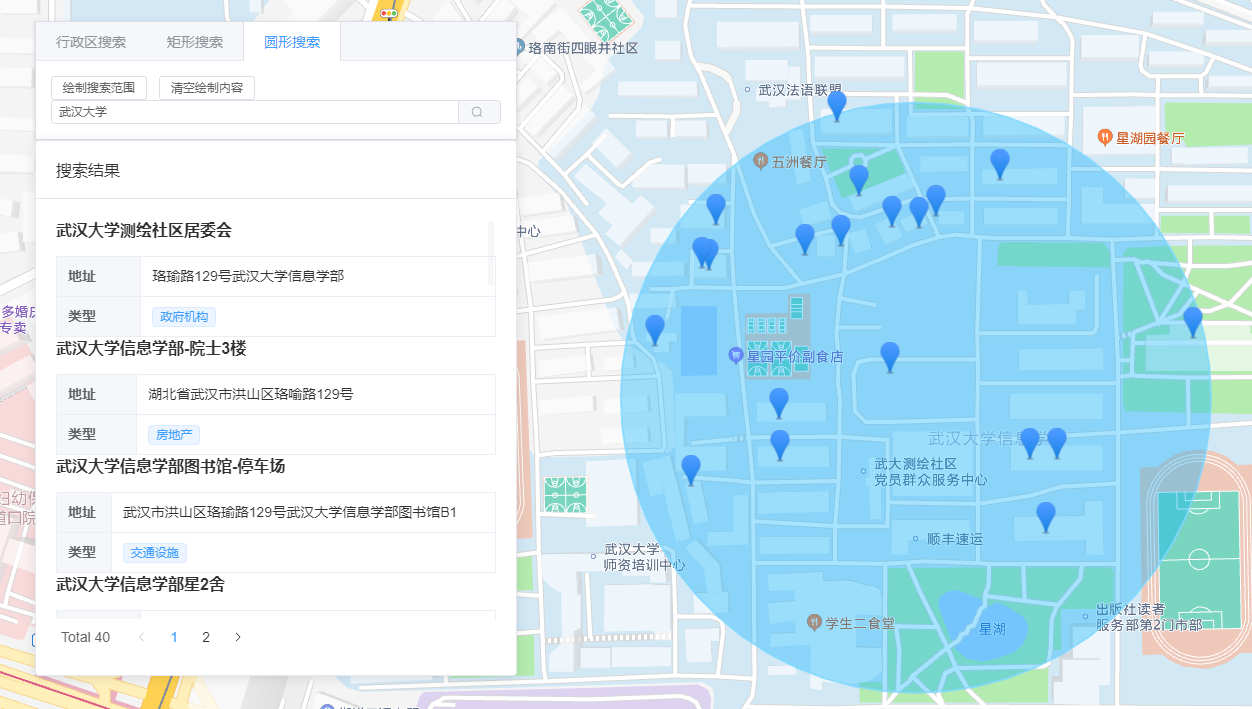 行政区搜索
矩形搜索
圆形搜索
绘制搜索范围
清空绘制内容
武汉大学
搜索结果
武汉大学测绘社区居委会
地址
珞瑜路129号武汉大学信息学部
类型
政府机构
武汉大学信息学部-院士3楼
地址
湖北省武汉市洪山区珞喻路129号
类型
房地产
武汉大学信息学部图书馆-停车场
地址
武汉市洪山区珞瑜路129号武汉大学信息学部图书馆B1
类型
交通设施
武汉大学信息学部星2舍
Total 40
1
2
珞南街四眼井社区
武汉法语联盟
五洲餐厅
星湖园餐厅
中心
多婚庆
专卖
星园平价副食店
武汉大学信息学
武大测绘社区
党员群众服务中心
妇幼保
道口院
顺丰速运
武汉大学
师资培训中心
出版社读者
服务部第2门市部
学生二食堂
星湖